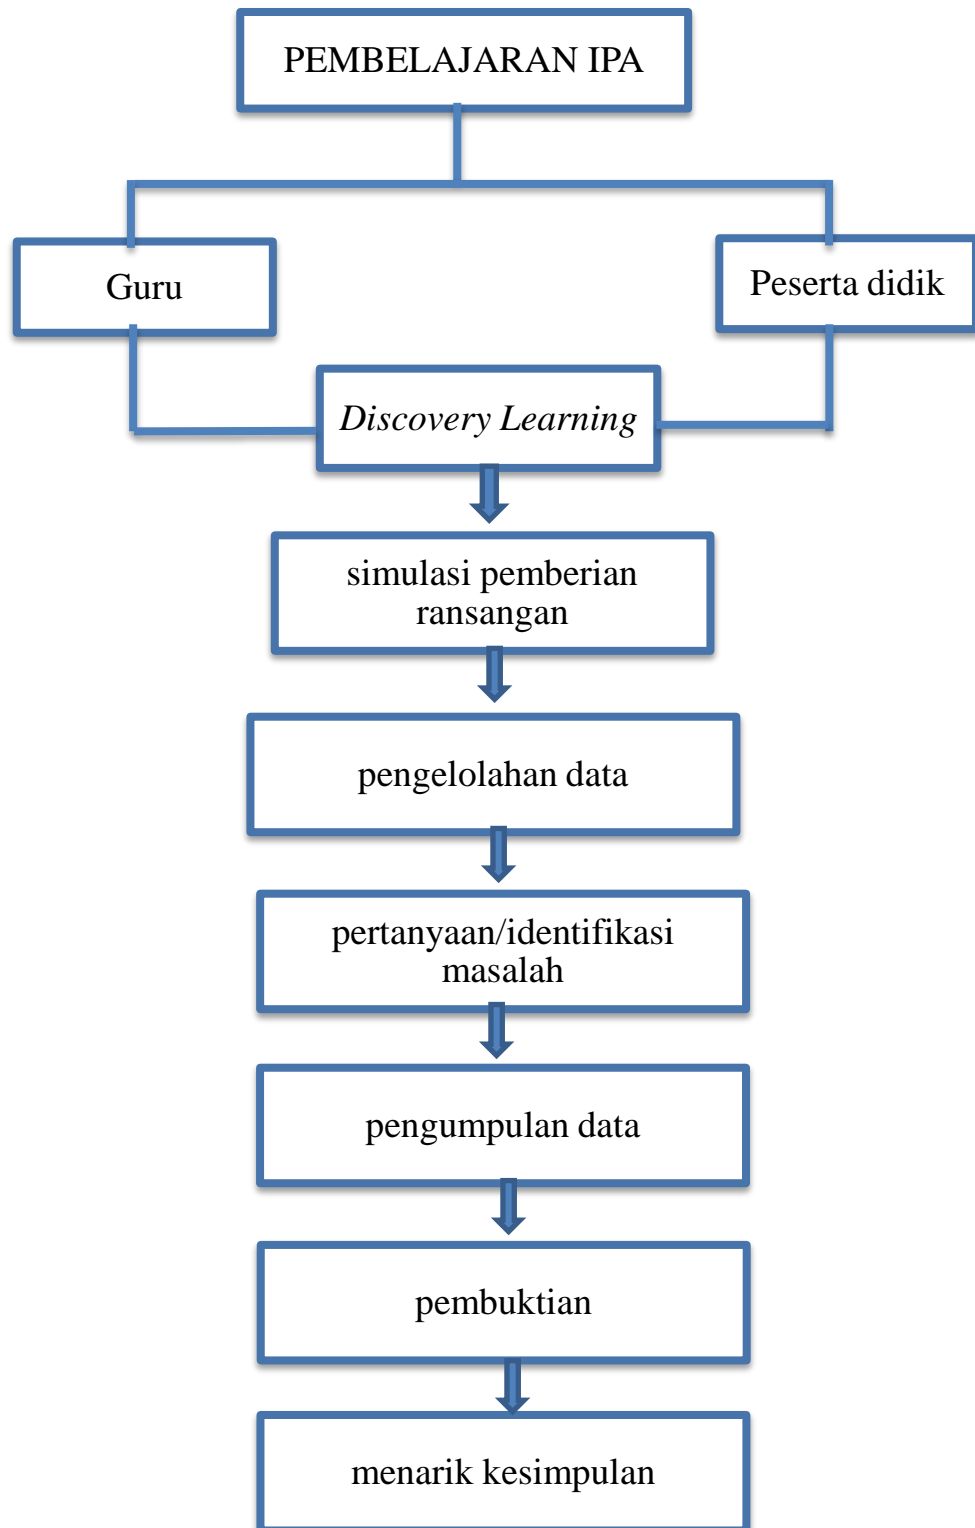 PEMBELAJARAN IPA
Guru
Peserta didik
Discovery Learning
simulasi pemberian
ransangan
pengelolahan data
pertanyaan/identifikasi
masalah
pengumpulan data
pembuktian
menarik kesimpulan